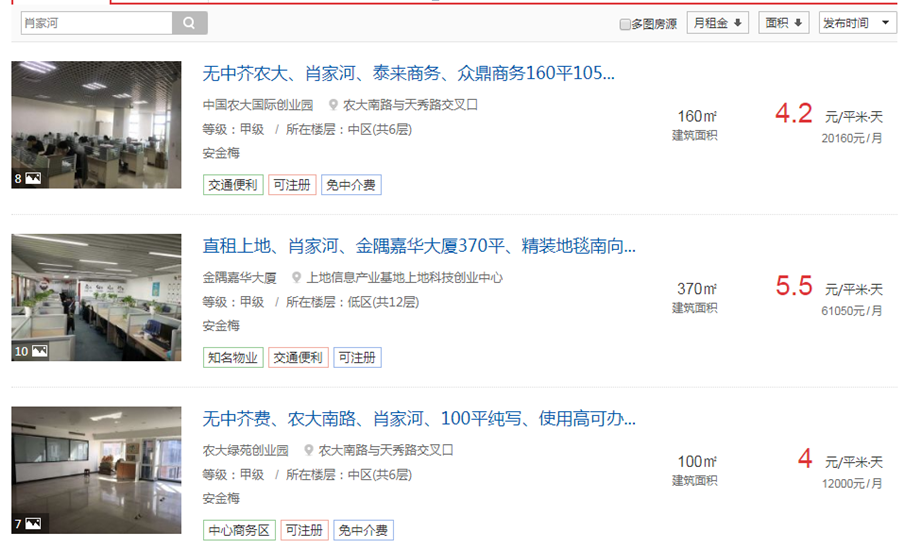 肖家河
多图房源 月租金 面积 发布时间
无中芥农大、肖家河、泰来商务、众鼎商务160平105...
中国农大国际创业园 农大南路与天秀路交叉口
等级：甲级 / 所在楼层：中区(共6层)
安金梅
交通便利 可注册 免中介费
160㎡
建筑面积
4.2 元/平米·天
20160元/月
8
直租上地、肖家河、金隅嘉华大厦370平、精装地毯南向...
金隅嘉华大厦 上地信息产业基地上地科技创业中心
等级：甲级 / 所在楼层：低区(共12层)
安金梅
知名物业 交通便利 可注册
370㎡
建筑面积
5.5 元/平米·天
61050元/月
10
无中芥费、农大南路、肖家河、100平纯写、使用高可办...
农大绿苑创业园 农大南路与天秀路交叉口
等级：甲级 / 所在楼层：中区(共6层)
安金梅
中心商务区 可注册 免中介费
100㎡
建筑面积
4 元/平米·天
12000元/月
7